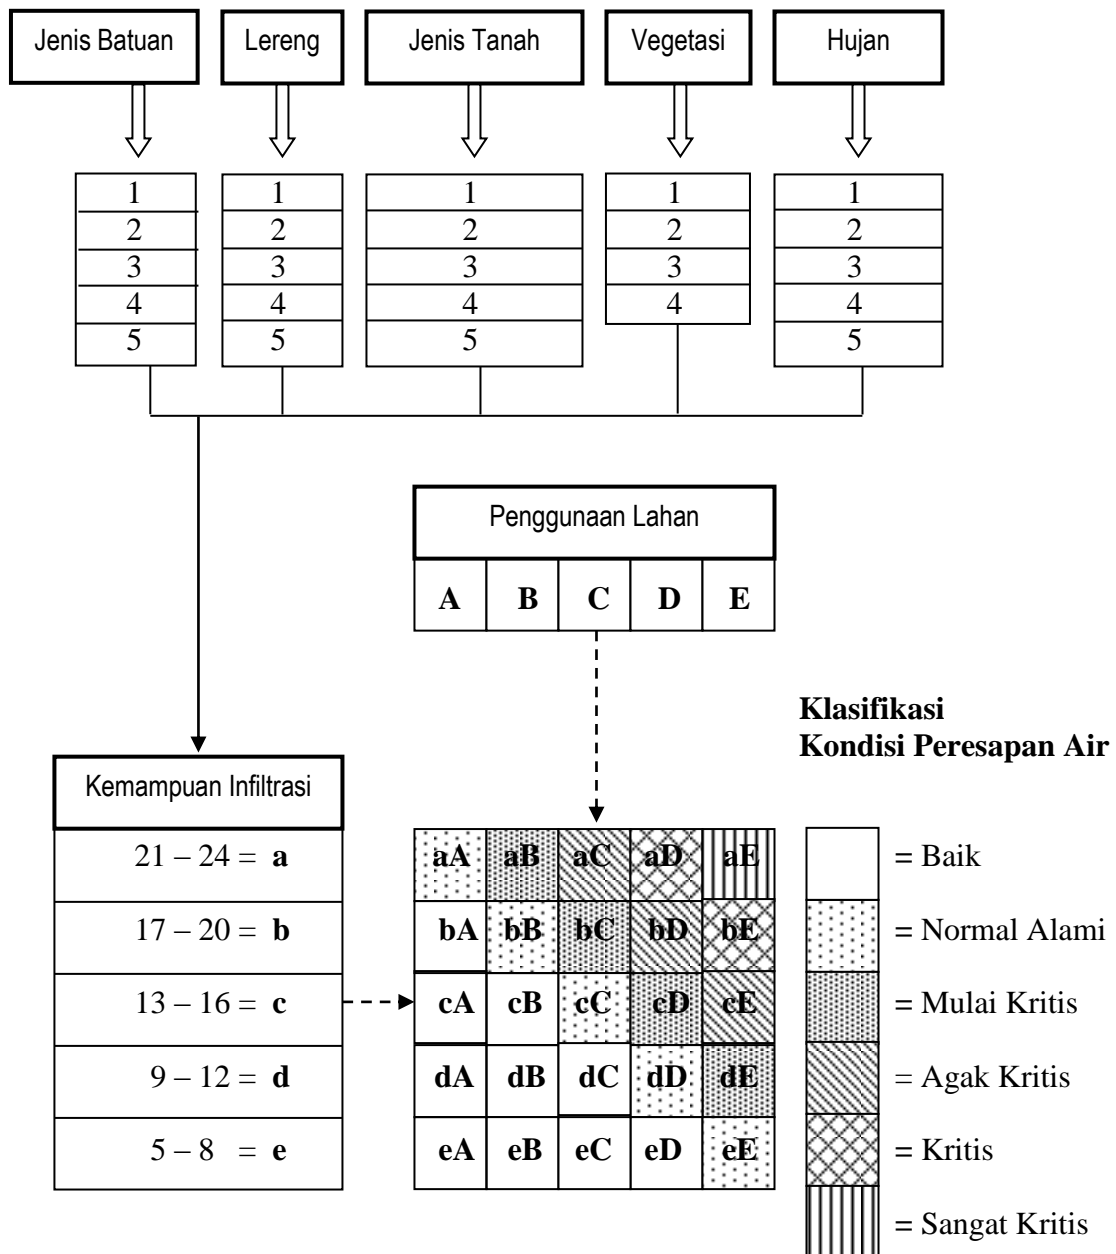 Jenis Batuan
Lereng
Jenis Tanah
Vegetasi
Hujan
1 1 1 1 1
2 2 2 2 2
3 3 3 3 3
4 4 4 4 4
5 5 5 5
Penggunaan Lahan
A B C D E
Klasifikasi
Kondisi Peresapan Air
Kemampuan Infiltrasi
21 – 24 = a
17 – 20 = b
13 – 16 = c
9 – 12 = d
5 – 8 = e
aA aB aC aD aE
bA bB bC bD bE
cA cB cC cD cE
dA dB dC dD dE
eA eB eC eD eE
= Baik
= Normal Alami
= Mulai Kritis
= Agak Kritis
= Kritis
= Sangat Kritis